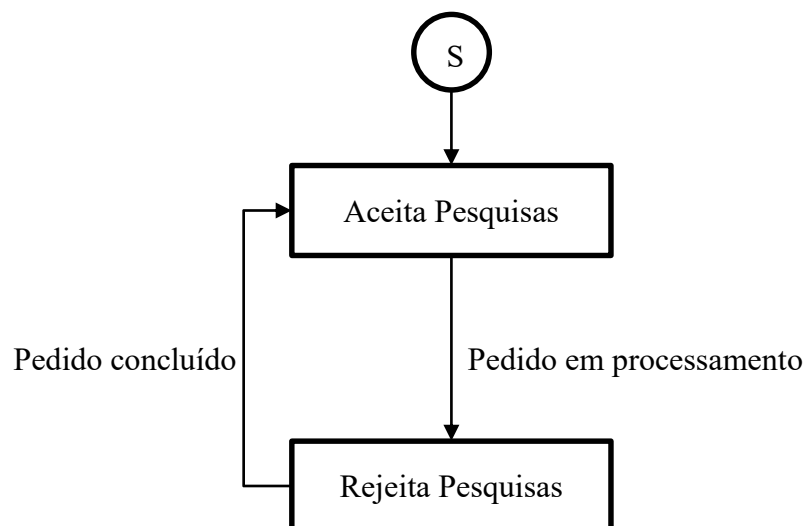 S
Aceita Pesquisas
Pedido concluído
Pedido em processamento
Rejeita Pesquisas